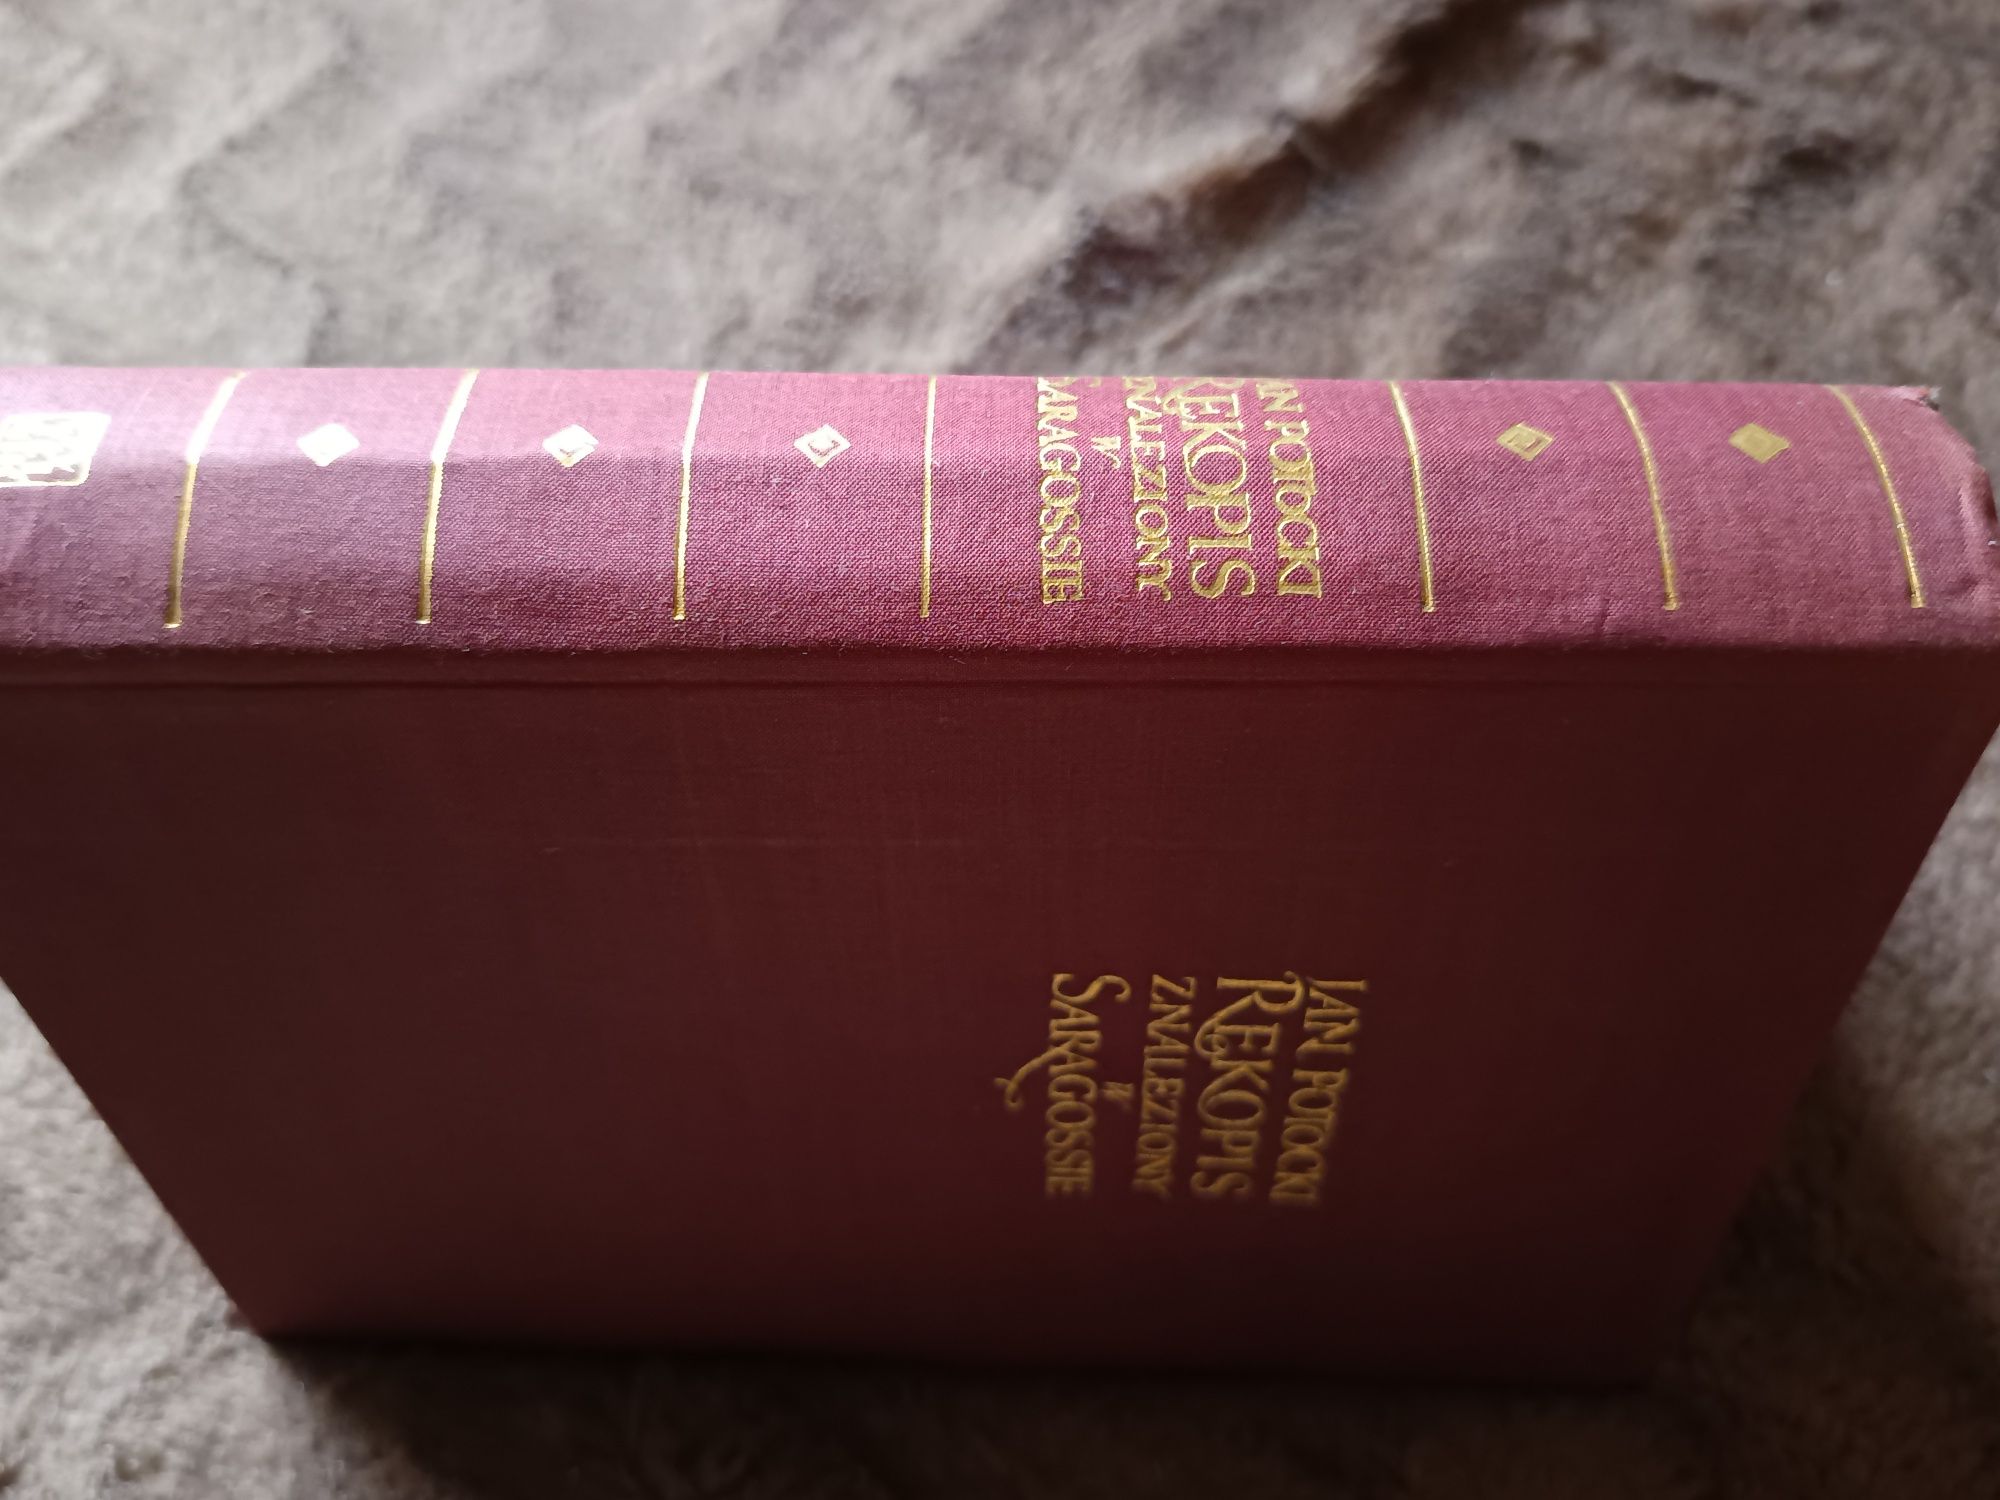 JAN POTOCKI
RĘKOPIS
ZNALEZIONY
W
SARAGOSSIE
JAN POTOCKI
RĘKOPIS
ZNALEZIONY
W
SARAGOSSIE